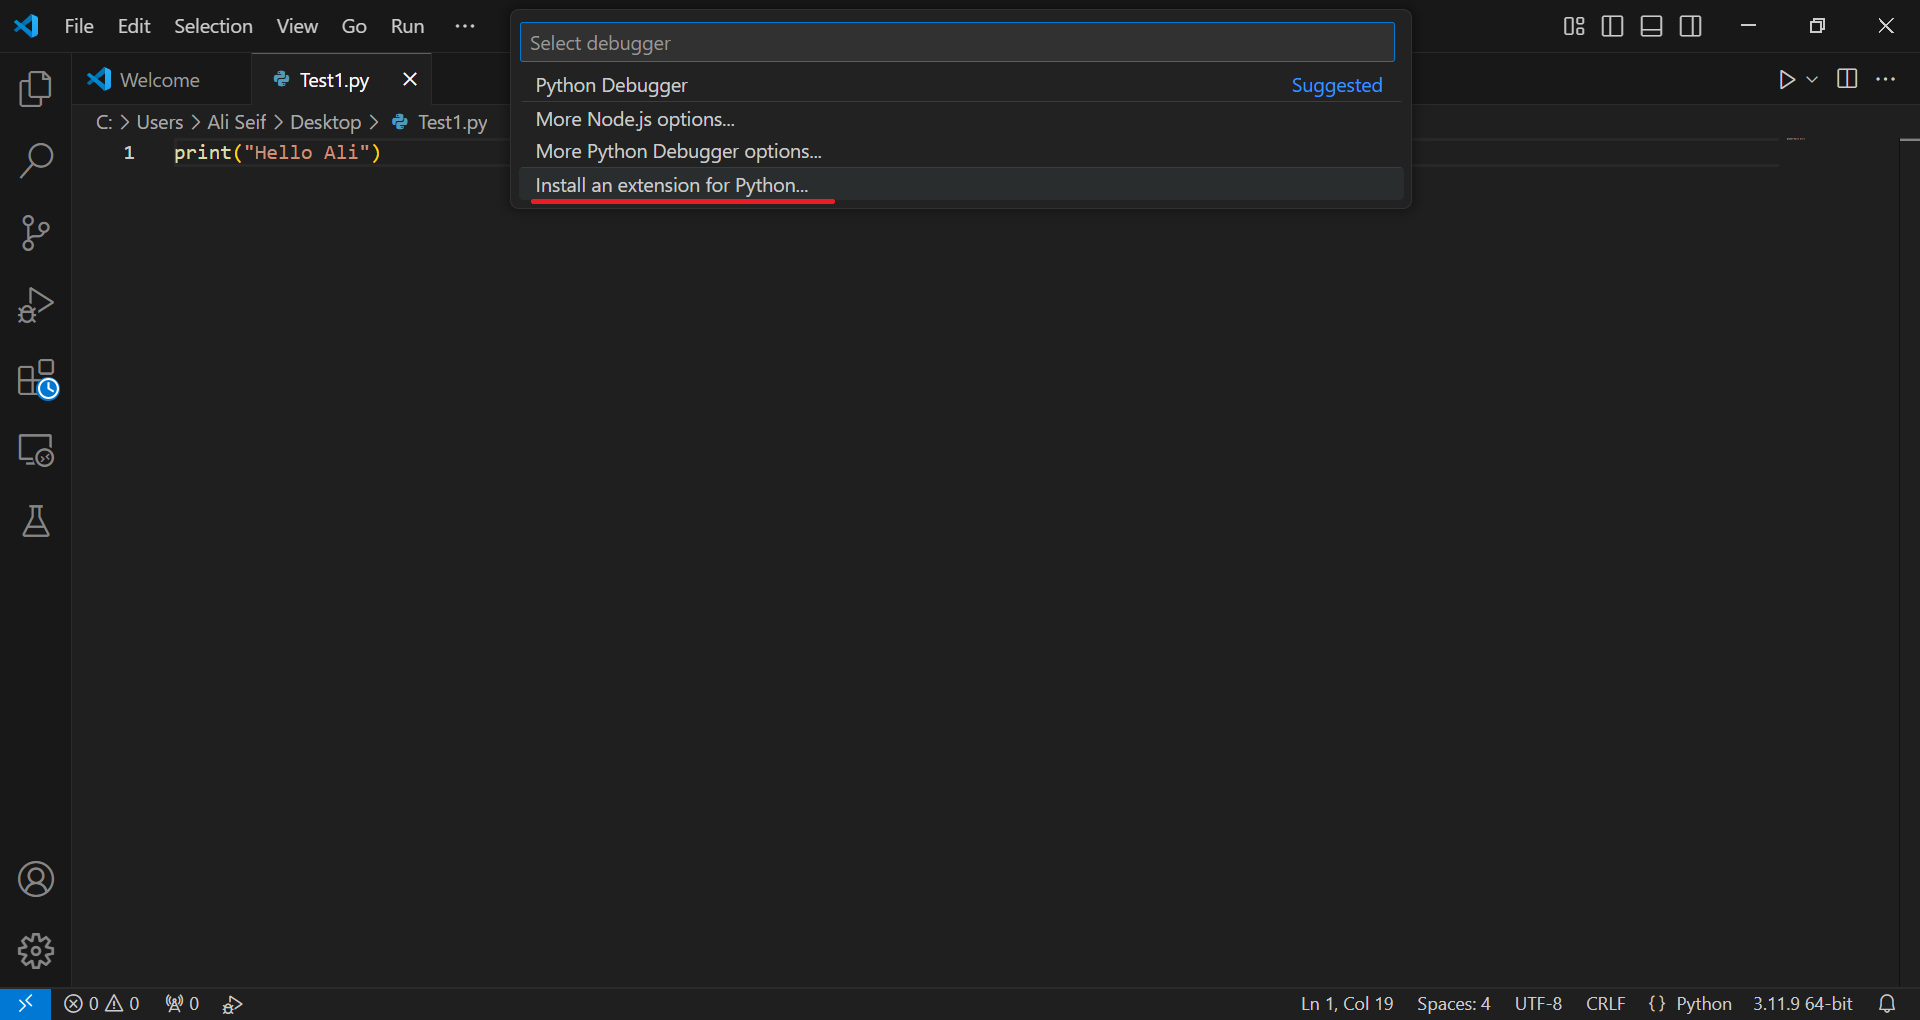 File Edit Selection View Go Run ···
Select debugger
Python Debugger Suggested
More Node.js options...
More Python Debugger options...
Install an extension for Python...
Welcome Test1.py
C: > Users > Ali Seif > Desktop > Test1.py
1 print("Hello Ali")
0 0 0 Ln 1, Col 19 Spaces: 4 UTF-8 CRLF {} Python 3.11.9 64-bit